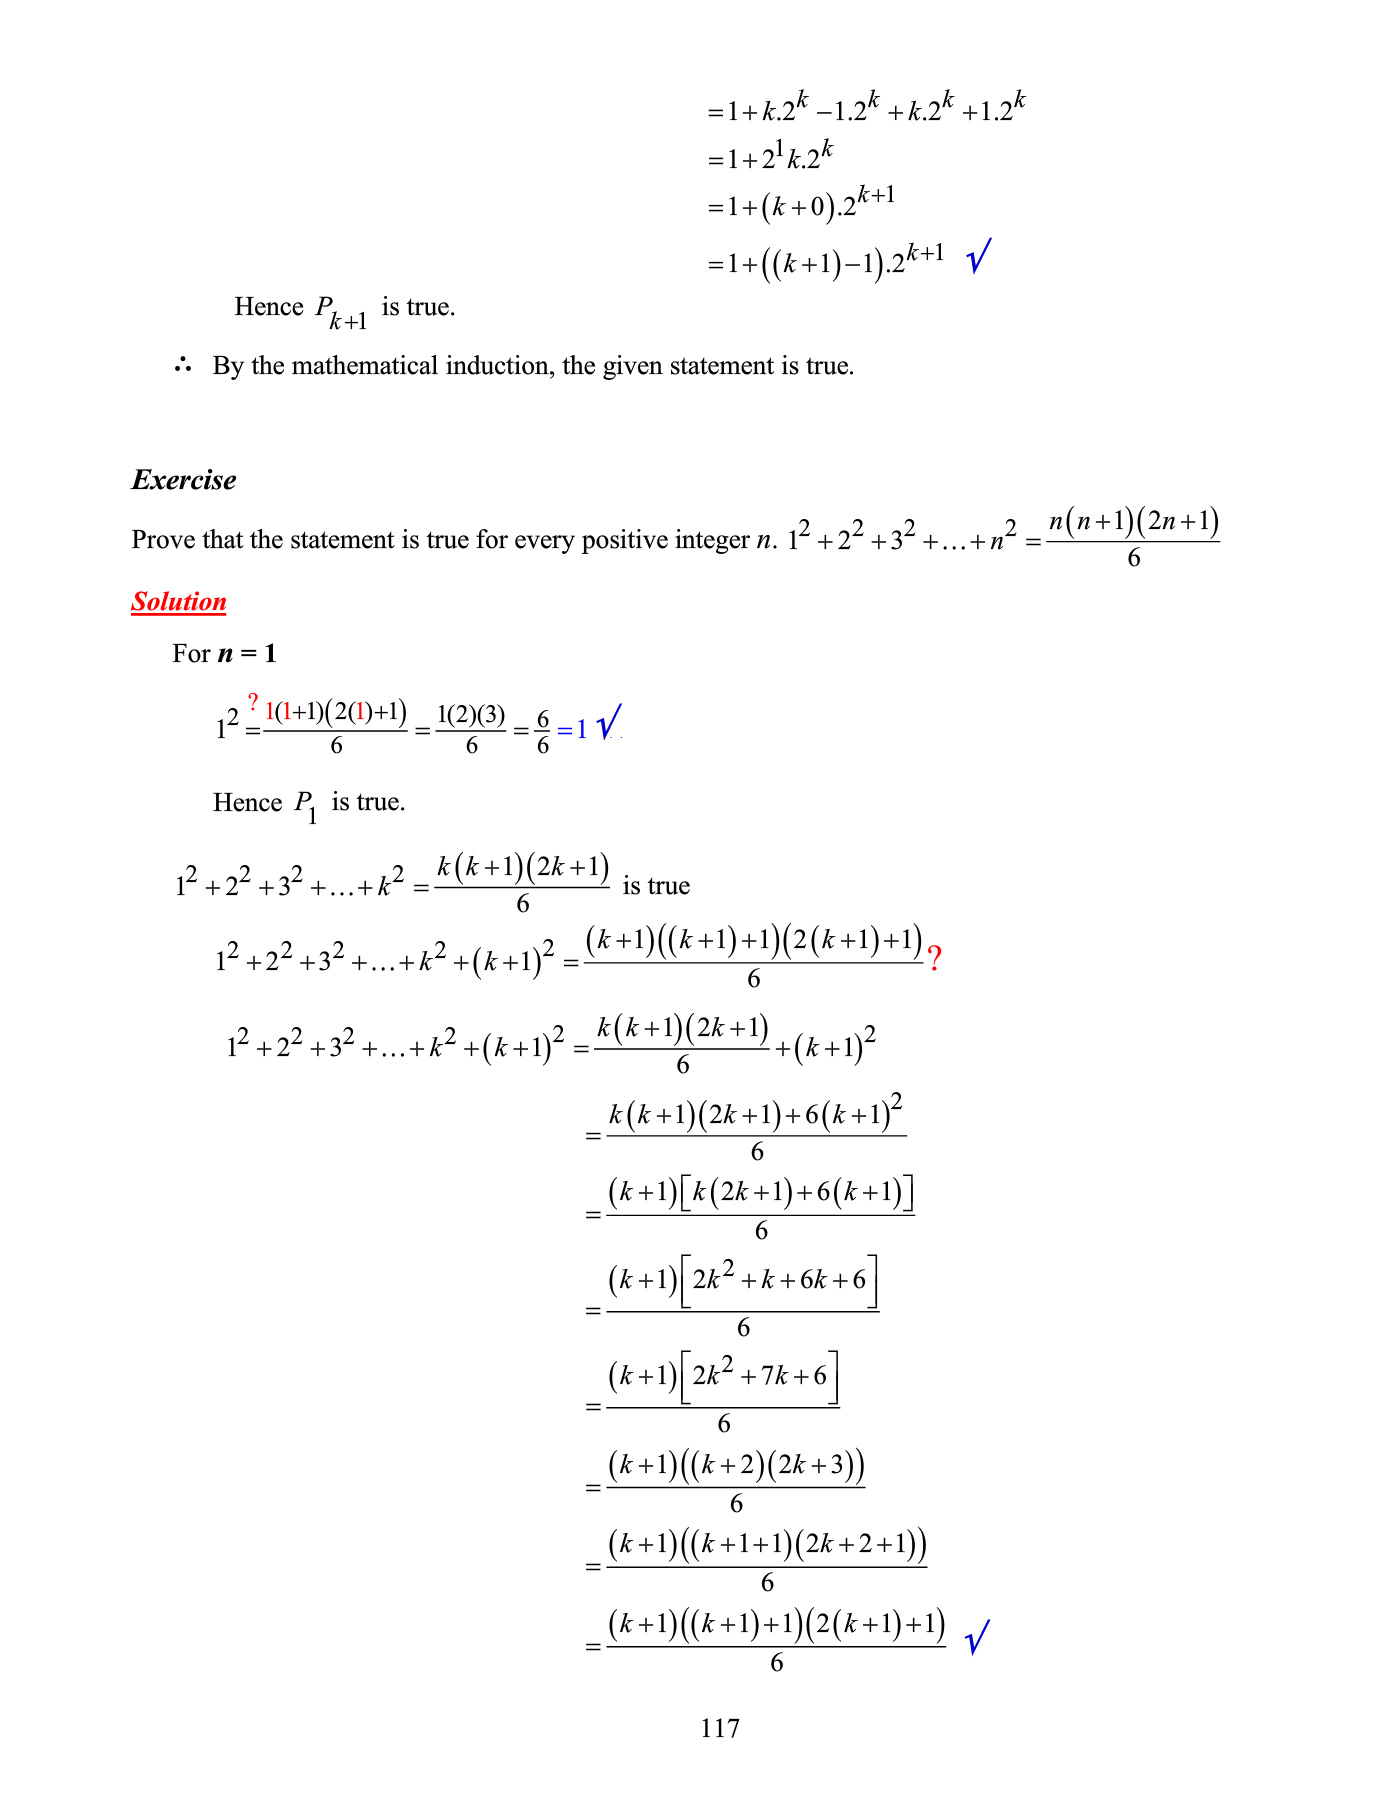 =1+k.2^k −1.2^k +k.2^k +1.2^k
=1+2^1 k.2^k
=1+(k+0).2^{k+1}
=1+((k+1)−1).2^{k+1} √
Hence P_{k+1} is true.
∴ By the mathematical induction, the given statement is true.
Exercise
Prove that the statement is true for every positive integer n. 1^2 +2^2 +3^2 +…+n^2 = \frac{n(n+1)(2n+1)}{6}
Solution
For n = 1
1^2 \stackrel{?}{=} \frac{1(1+1)(2(1)+1)}{6} = \frac{1(2)(3)}{6} = \frac{6}{6} =1 √
Hence P_1 is true.
1^2 +2^2 +3^2 +…+k^2 = \frac{k(k+1)(2k+1)}{6} is true
1^2 +2^2 +3^2 +…+k^2 +(k+1)^2 = \frac{(k+1)((k+1)+1)(2(k+1)+1)}{6} ?
1^2 +2^2 +3^2 +…+k^2 +(k+1)^2 = \frac{k(k+1)(2k+1)}{6} +(k+1)^2
= \frac{k(k+1)(2k+1)+6(k+1)^2}{6}
= \frac{(k+1)[k(2k+1)+6(k+1)]}{6}
= \frac{(k+1)[2k^2 +k+6k+6]}{6}
= \frac{(k+1)[2k^2 +7k+6]}{6}
= \frac{(k+1)((k+2)(2k+3))}{6}
= \frac{(k+1)((k+1+1)(2k+2+1))}{6}
= \frac{(k+1)((k+1)+1)(2(k+1)+1)}{6} √
117